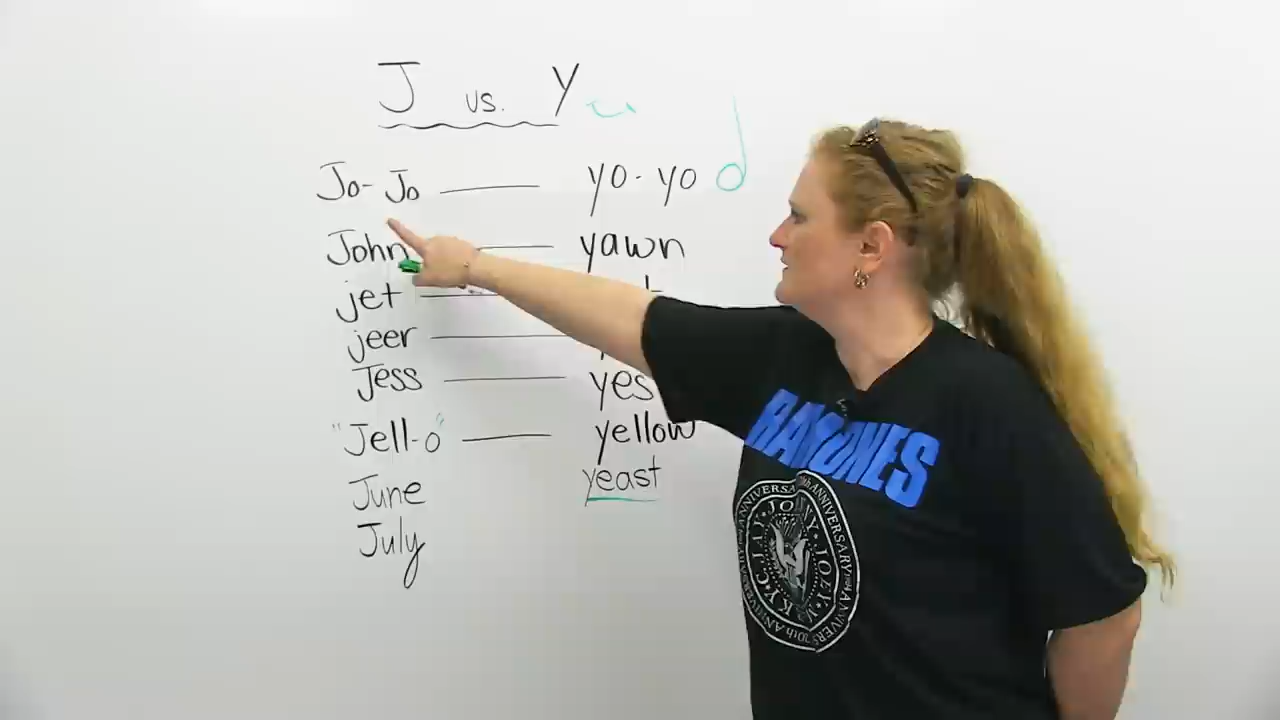 J vs. Y
Jo-Jo yo-yo
John yawn
jet
jeer
Jess yes
"Jell-o" yellow
June yeast
July
RAMONES